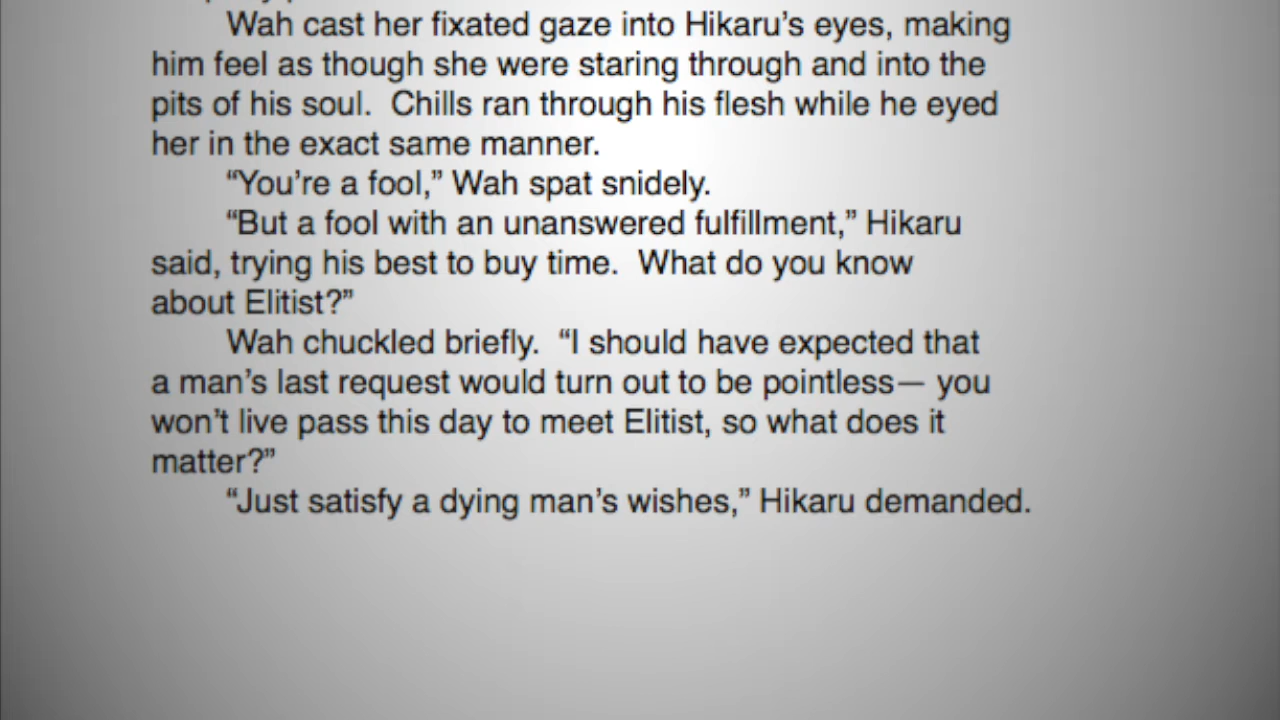 Wah cast her fixated gaze into Hikaru's eyes, making
him feel as though she were staring through and into the
pits of his soul.  Chills ran through his flesh while he eyed
her in the exact same manner.
“You’re a fool,” Wah spat snidely.
“But a fool with an unanswered fulfillment,” Hikaru
said, trying his best to buy time.  What do you know
about Elitist?”
Wah chuckled briefly.  “I should have expected that
a man’s last request would turn out to be pointless— you
won’t live pass this day to meet Elitist, so what does it
matter?”
“Just satisfy a dying man’s wishes,” Hikaru demanded.